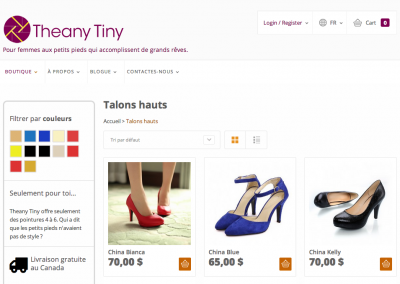 Theany Tiny
Pour femmes aux petits pieds qui accomplissent de grands rêves.
Login / Register
FR
Cart 0
BOUTIQUE À PROPOS BLOGUE CONTACTES-NOUS
Filtrer par couleurs
Seulement pour toi...
Theany Tiny offre seulement
des pointures 4 à 6. Qui a dit
que les petits pieds n'avaient
pas de style ?
Livraison gratuite
au Canada
Talons hauts
Accueil > Talons hauts
Tri par défaut
China Bianca
70,00 $
China Blue
65,00 $
China Kelly
70,00 $